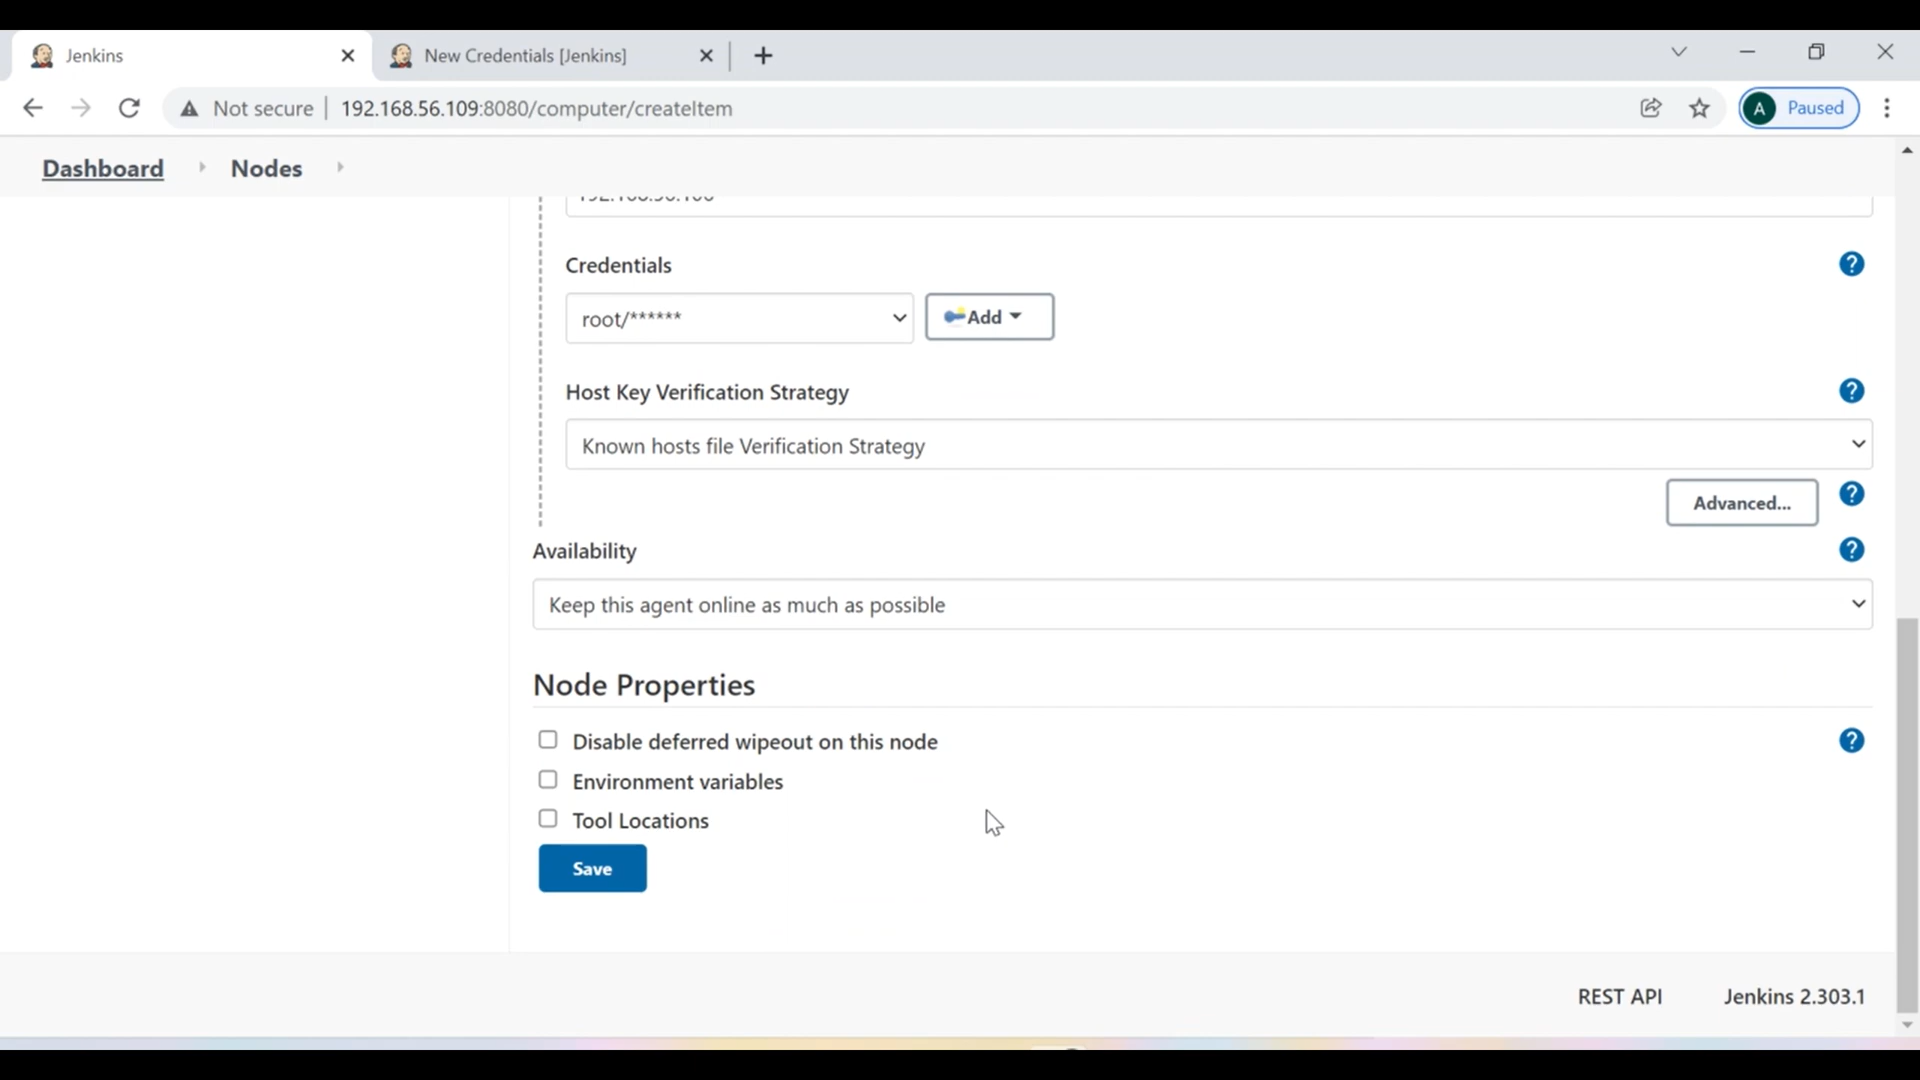 Jenkins
New Credentials [Jenkins]
Not secure
192.168.56.109:8080/computer/createItem
A
Paused
Dashboard
Nodes
Credentials
root/******
Add
Host Key Verification Strategy
Known hosts file Verification Strategy
Advanced...
Availability
Keep this agent online as much as possible
Node Properties
Disable deferred wipeout on this node
Environment variables
Tool Locations
Save
REST API
Jenkins 2.303.1